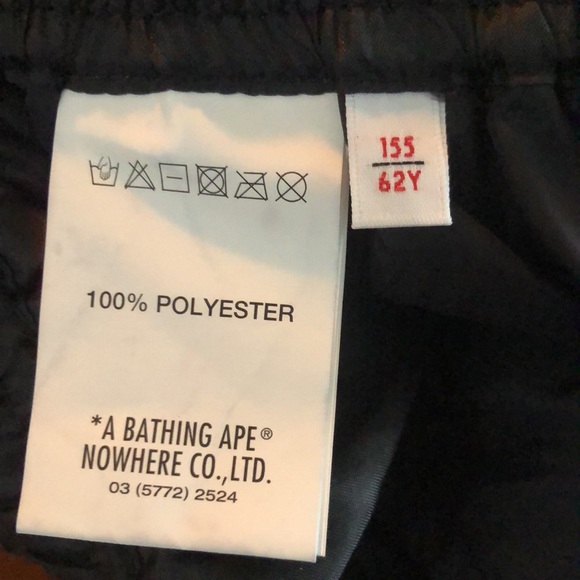 155
62Y
100% POLYESTER
*A BATHING APE®
NOWHERE CO.,LTD.
03 (5772) 2524